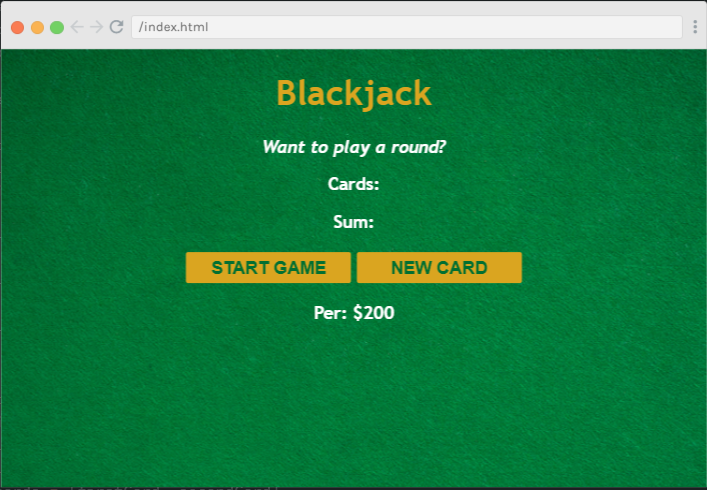 /index.html
Blackjack
Want to play a round?
Cards:
Sum:
START GAME NEW CARD
Per: $200